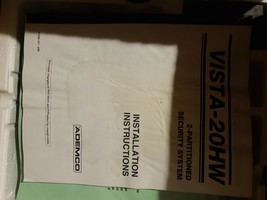 VISTA-20HW
2-PARTITIONED
SECURITY SYSTEM
INSTALLATION
INSTRUCTIONS
ADEMCO